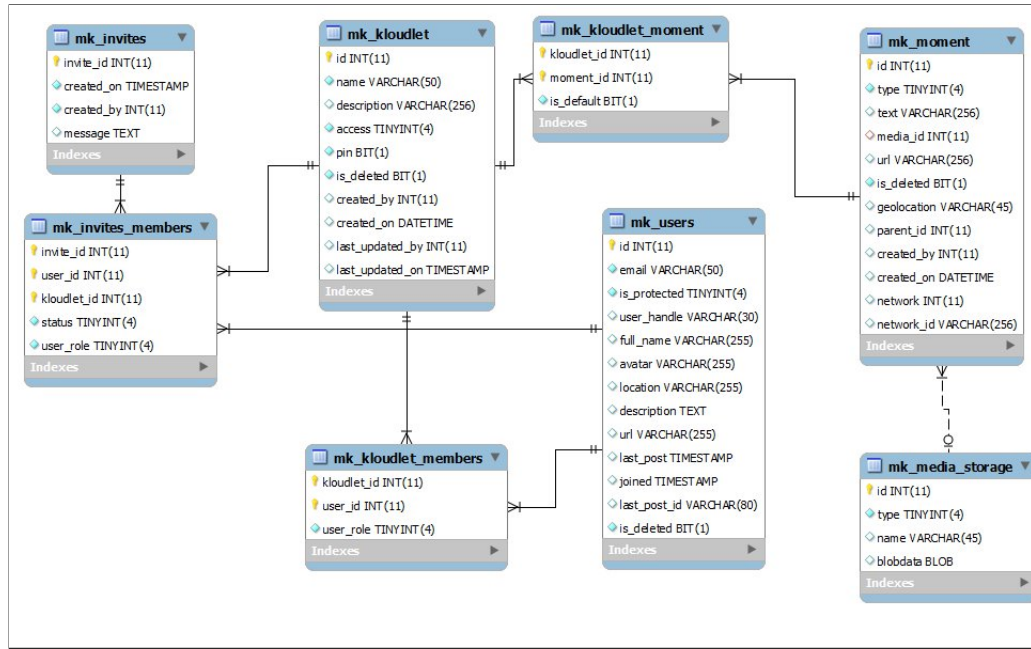 mk_invites
invite_id INT(11)
created_on TIMESTAMP
created_by INT(11)
message TEXT
Indexes
mk_kloudlet
id INT(11)
name VARCHAR(50)
description VARCHAR(256)
access TINYINT(4)
pin BIT(1)
is_deleted BIT(1)
created_by INT(11)
created_on DATETIME
last_updated_by INT(11)
last_updated_on TIMESTAMP
Indexes
mk_kloudlet_moment
kloudlet_id INT(11)
moment_id INT(11)
is_default BIT(1)
Indexes
mk_moment
id INT(11)
type TINYINT(4)
text VARCHAR(256)
media_id INT(11)
url VARCHAR(256)
is_deleted BIT(1)
geolocation VARCHAR(45)
parent_id INT(11)
created_by INT(11)
created_on DATETIME
network INT(11)
network_id VARCHAR(256)
Indexes
mk_invites_members
invite_id INT(11)
user_id INT(11)
kloudlet_id INT(11)
status TINYINT(4)
user_role TINYINT(4)
Indexes
mk_users
id INT(11)
email VARCHAR(50)
is_protected TINYINT(4)
user_handle VARCHAR(30)
full_name VARCHAR(255)
avatar VARCHAR(255)
location VARCHAR(255)
description TEXT
url VARCHAR(255)
last_post TIMESTAMP
joined TIMESTAMP
last_post_id VARCHAR(80)
is_deleted BIT(1)
Indexes
mk_kloudlet_members
kloudlet_id INT(11)
user_id INT(11)
user_role TINYINT(4)
Indexes
mk_media_storage
id INT(11)
type TINYINT(4)
name VARCHAR(45)
blobdata BLOB
Indexes